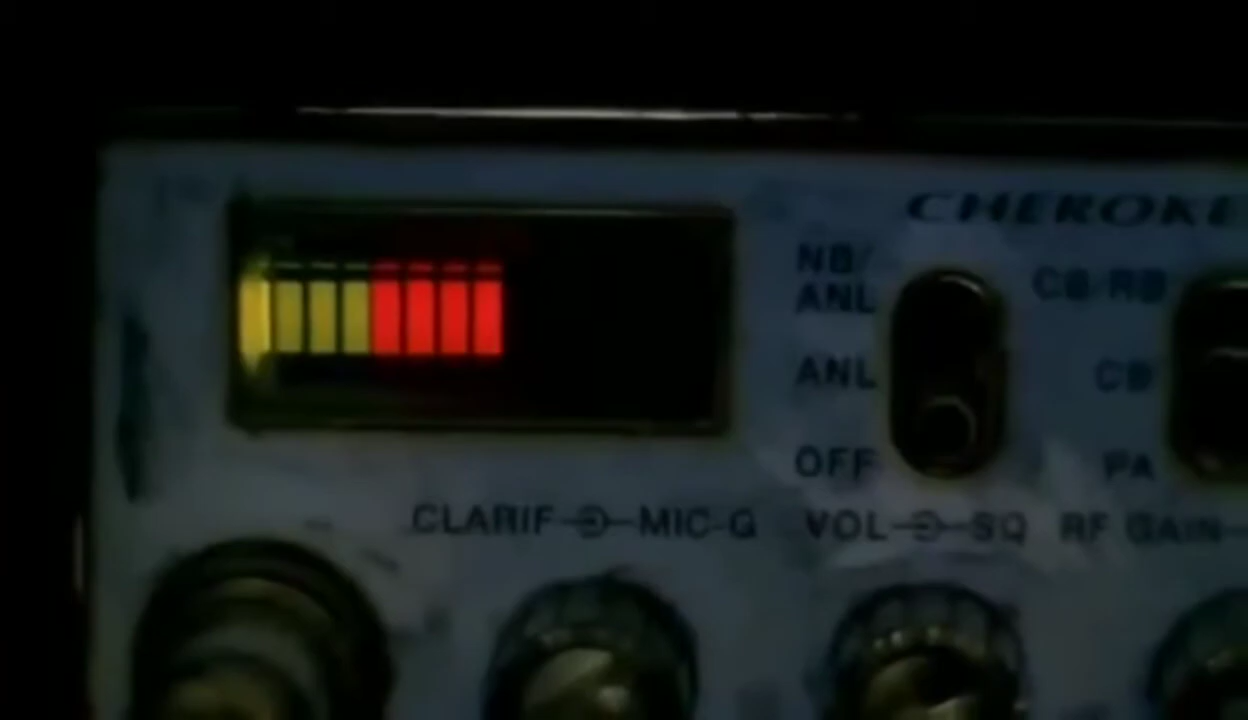 CHEROKE
NB/
ANL
CB/RB
ANL
CB
OFF
PA
CLARIF MIC-G VOL SQ RF GAIN